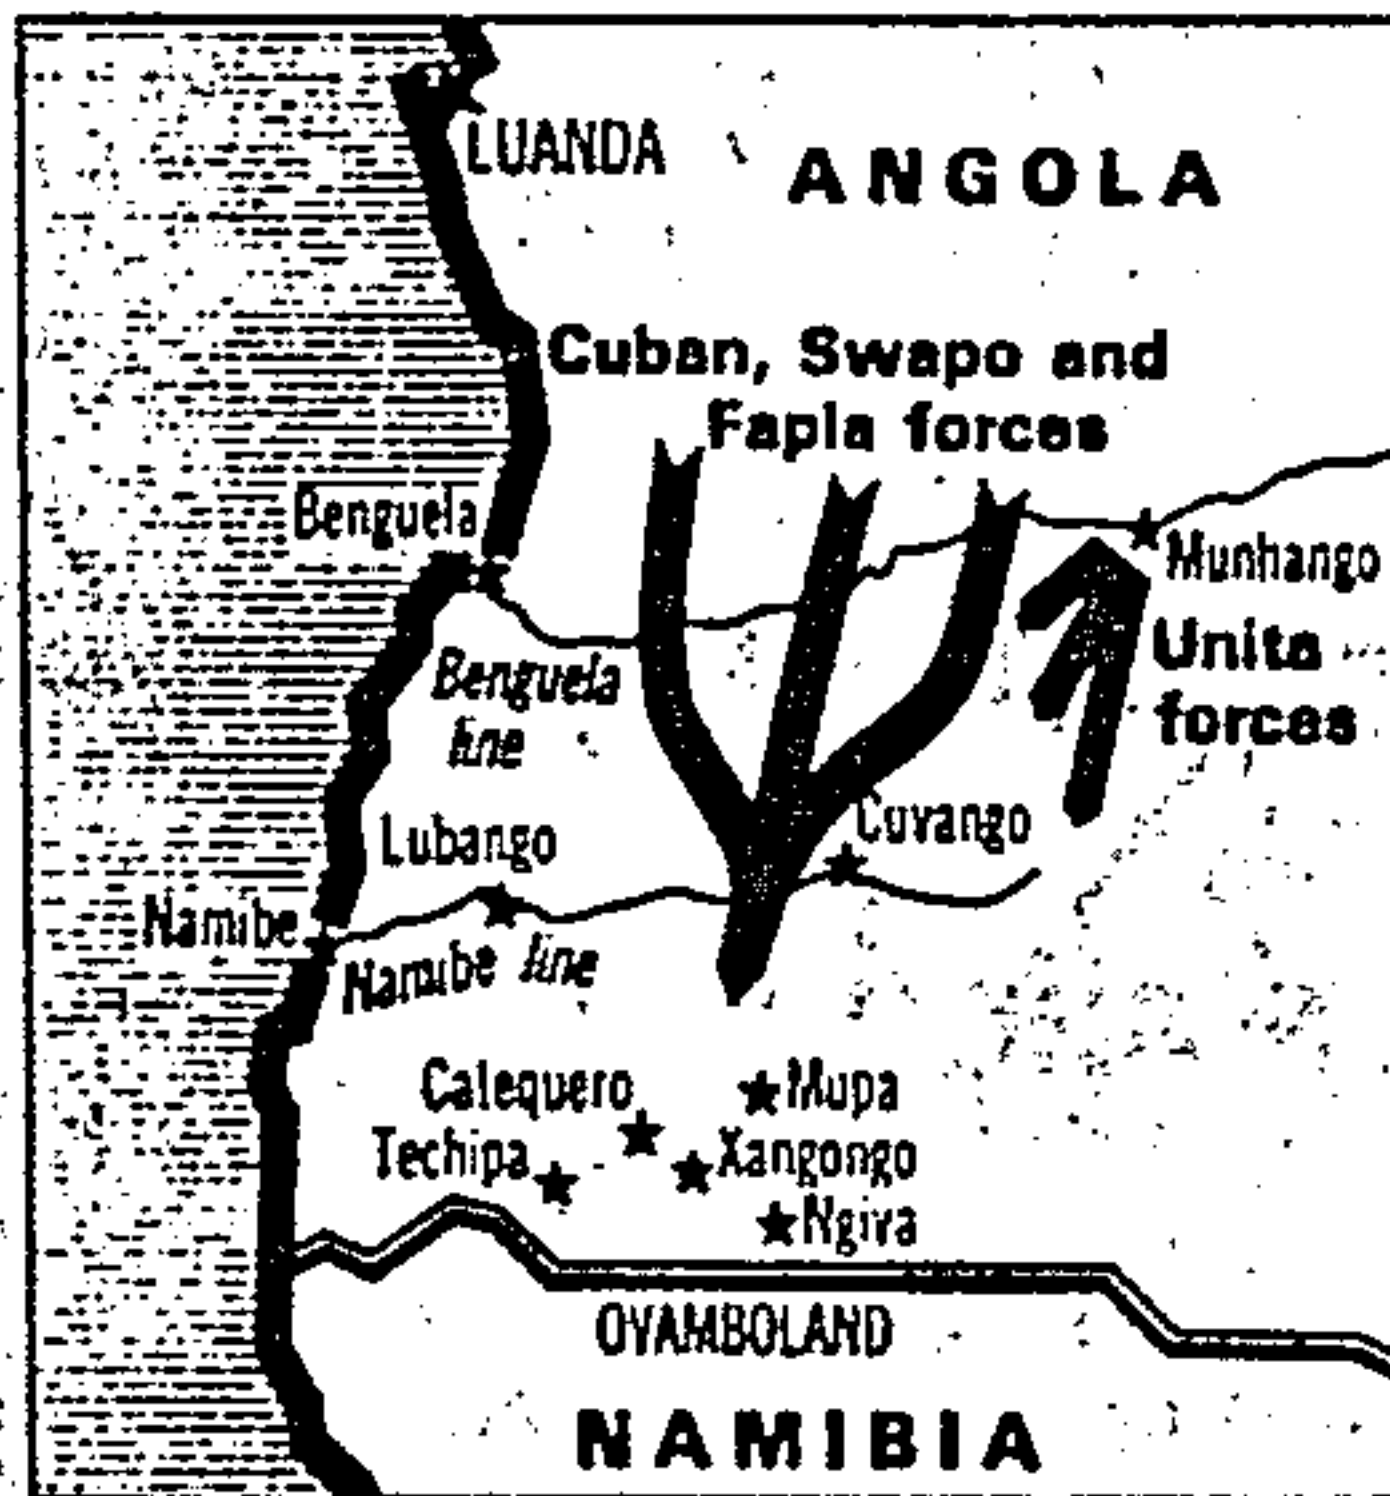 LUANDA
ANGOLA
Cuban, Swapo and
Fapla forces
Benguela
Munhango
Unita
forces
Benguela
line
Cuvango
Lubango
Namibe
Namibe line
Calequero
Mupa
Techipa
Xangongo
Ngiva
OVAMBOLAND
NAMIBIA